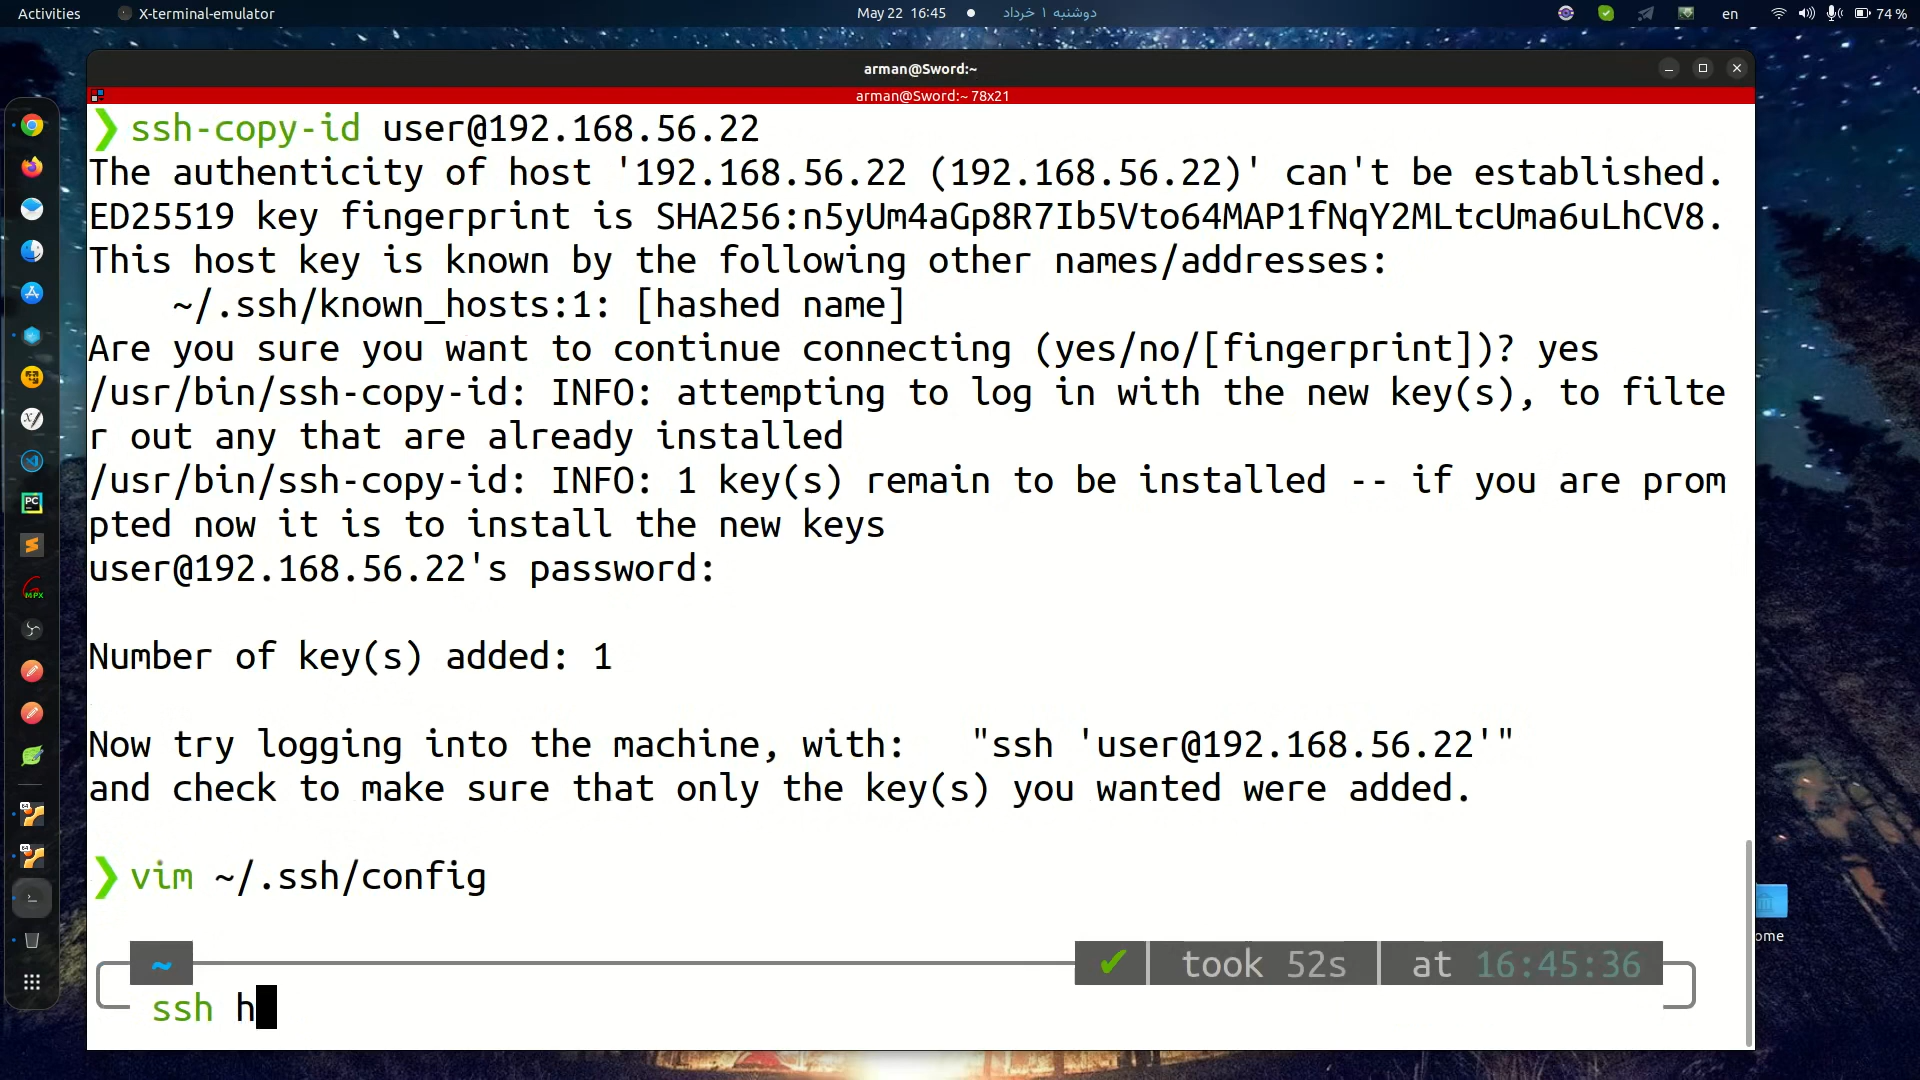 Activities
X-terminal-emulator
May 22 16:45
دوشنبه ۱ خرداد
en
74 %
arman@Sword:~
arman@Sword:~ 78x21
❯ ssh-copy-id user@192.168.56.22
The authenticity of host '192.168.56.22 (192.168.56.22)' can't be established.
ED25519 key fingerprint is SHA256:n5yUm4aGp8R7Ib5Vto64MAP1fNqY2MLtcUma6uLhCV8.
This host key is known by the following other names/addresses:
~/.ssh/known_hosts:1: [hashed name]
Are you sure you want to continue connecting (yes/no/[fingerprint])? yes
/usr/bin/ssh-copy-id: INFO: attempting to log in with the new key(s), to filte
r out any that are already installed
/usr/bin/ssh-copy-id: INFO: 1 key(s) remain to be installed -- if you are prom
pted now it is to install the new keys
user@192.168.56.22's password:
Number of key(s) added: 1
Now try logging into the machine, with:   "ssh 'user@192.168.56.22'"
and check to make sure that only the key(s) you wanted were added.
❯ vim ~/.ssh/config
~ ✔ took 52s at 16:45:36
ssh h
ome
PC
MPX
64
64